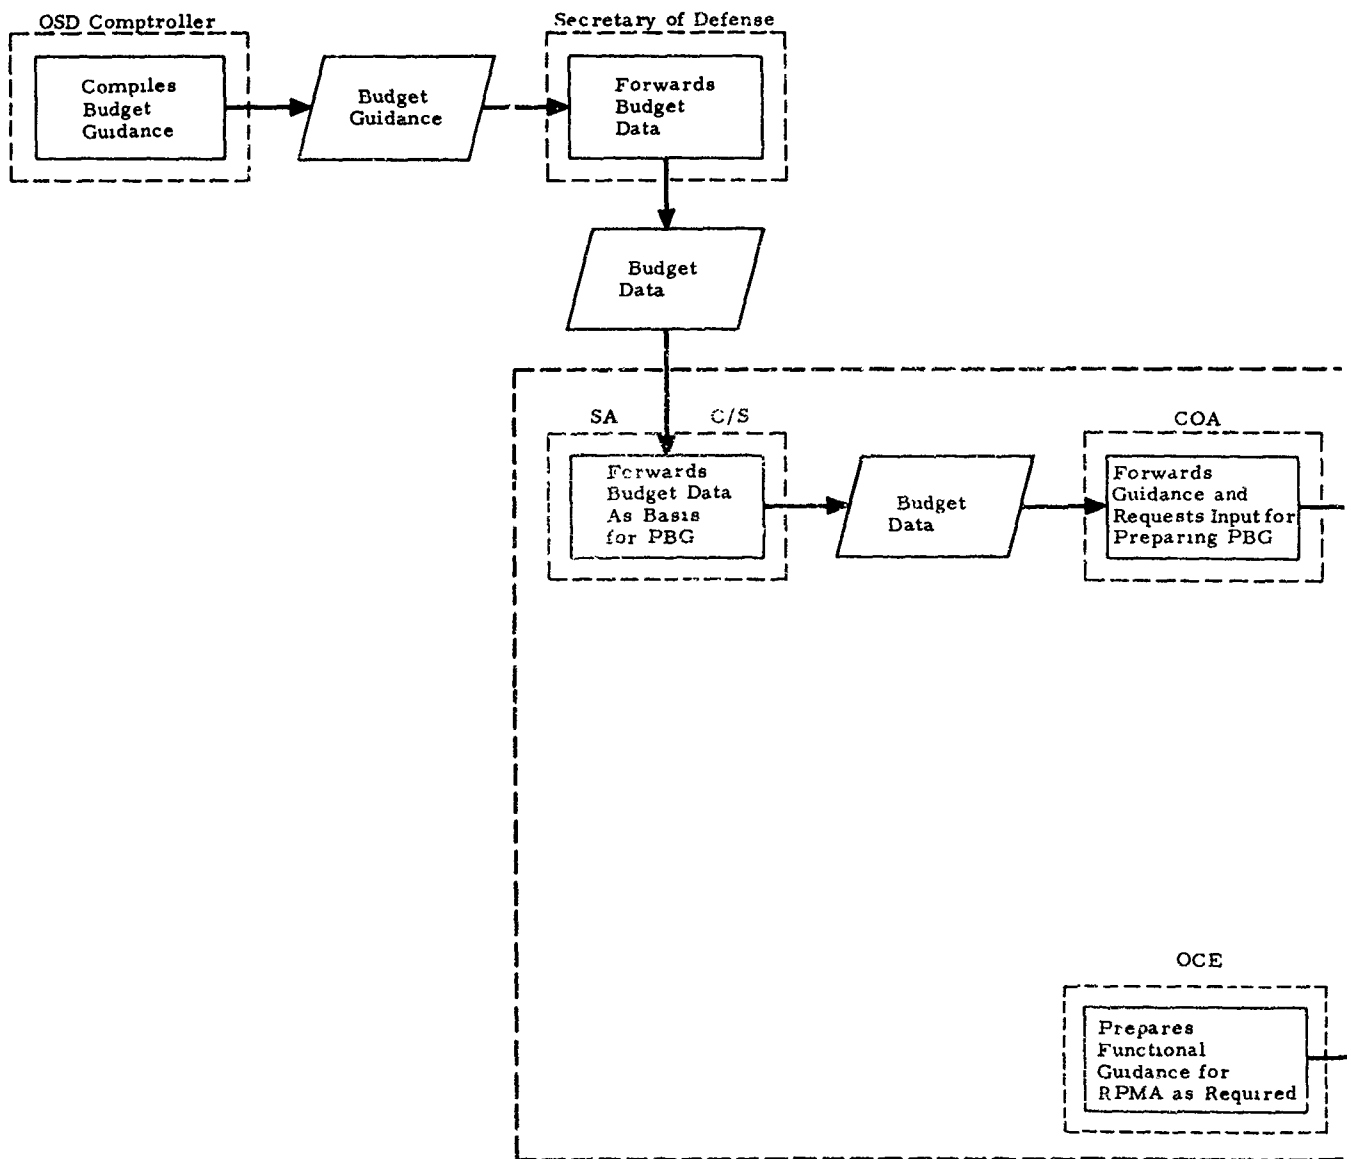 OSD Comptroller
Secretary of Defense
Compiles
Budget
Guidance
Budget
Guidance
Forwards
Budget
Data
Budget
Data
SA
C/S
COA
Forwards
Budget Data
As Basis
for PBG
Budget
Data
Forwards
Guidance and
Requests Input for
Preparing PBG
OCE
Prepares
Functional
Guidance for
RPMA as Required